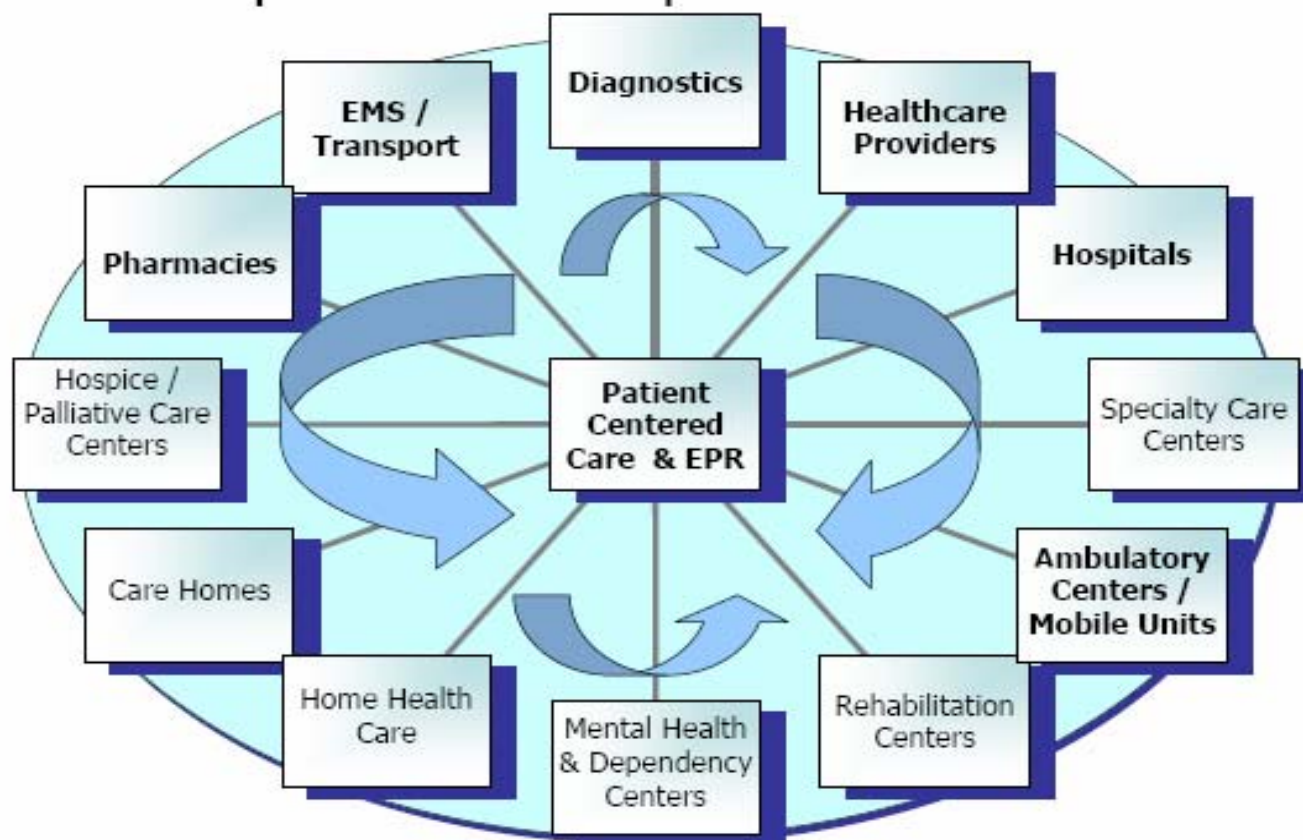 Diagnostics
Healthcare
Providers
Hospitals
Specialty Care
Centers
Ambulatory
Centers /
Mobile Units
Rehabilitation
Centers
Mental Health
& Dependency
Centers
Home Health
Care
Care Homes
Hospice /
Palliative Care
Centers
Pharmacies
EMS /
Transport
Patient
Centered
Care & EPR